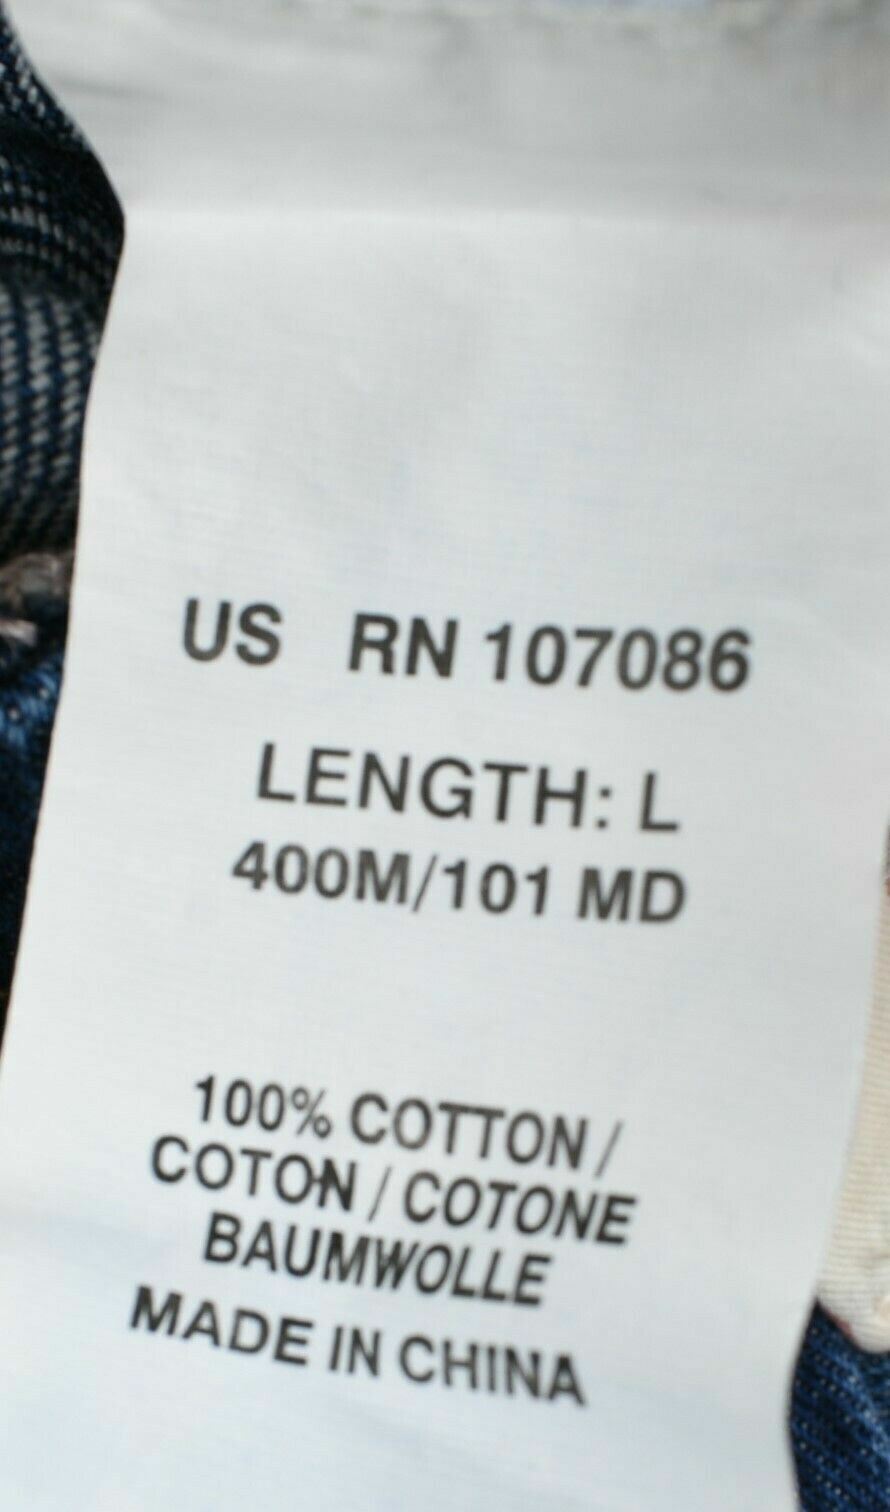 US RN 107086
LENGTH: L
400M/101 MD
100% COTTON /
COTON / COTONE
BAUMWOLLE
MADE IN CHINA